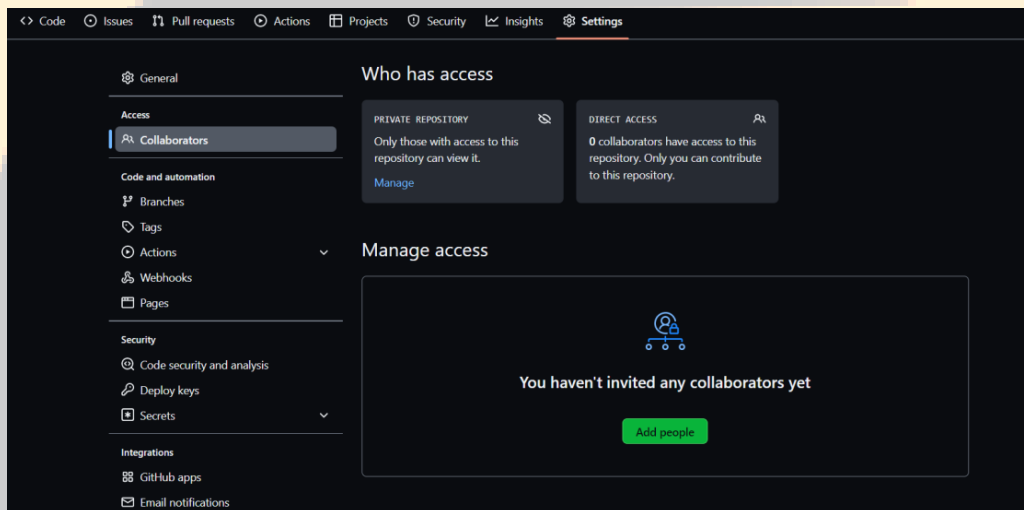 Code Issues Pull requests Actions Projects Security Insights Settings
General
Access
Collaborators
Code and automation
Branches
Tags
Actions
Webhooks
Pages
Security
Code security and analysis
Deploy keys
Secrets
Integrations
GitHub apps
Email notifications
Who has access
PRIVATE REPOSITORY
Only those with access to this
repository can view it.
Manage
DIRECT ACCESS
0 collaborators have access to this
repository. Only you can contribute
to this repository.
Manage access
You haven't invited any collaborators yet
Add people